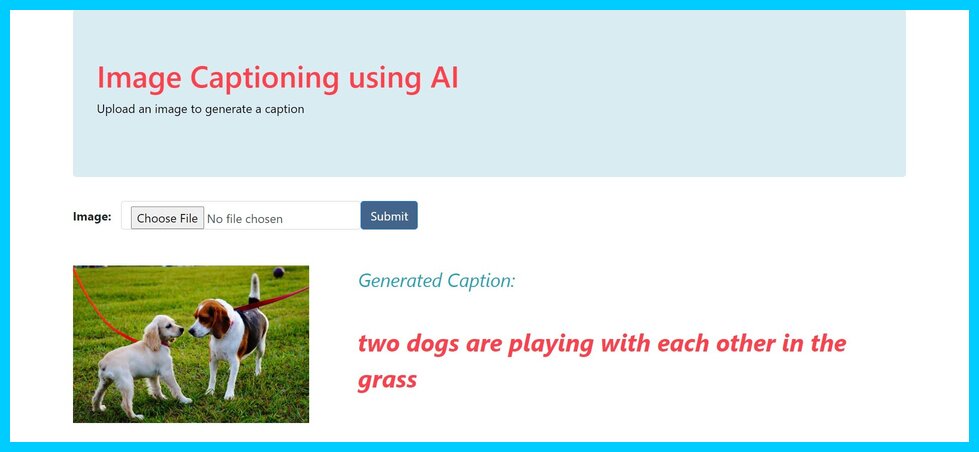 Image Captioning using AI
Upload an image to generate a caption
Image: Choose File No file chosen Submit
Generated Caption:
two dogs are playing with each other in the
grass